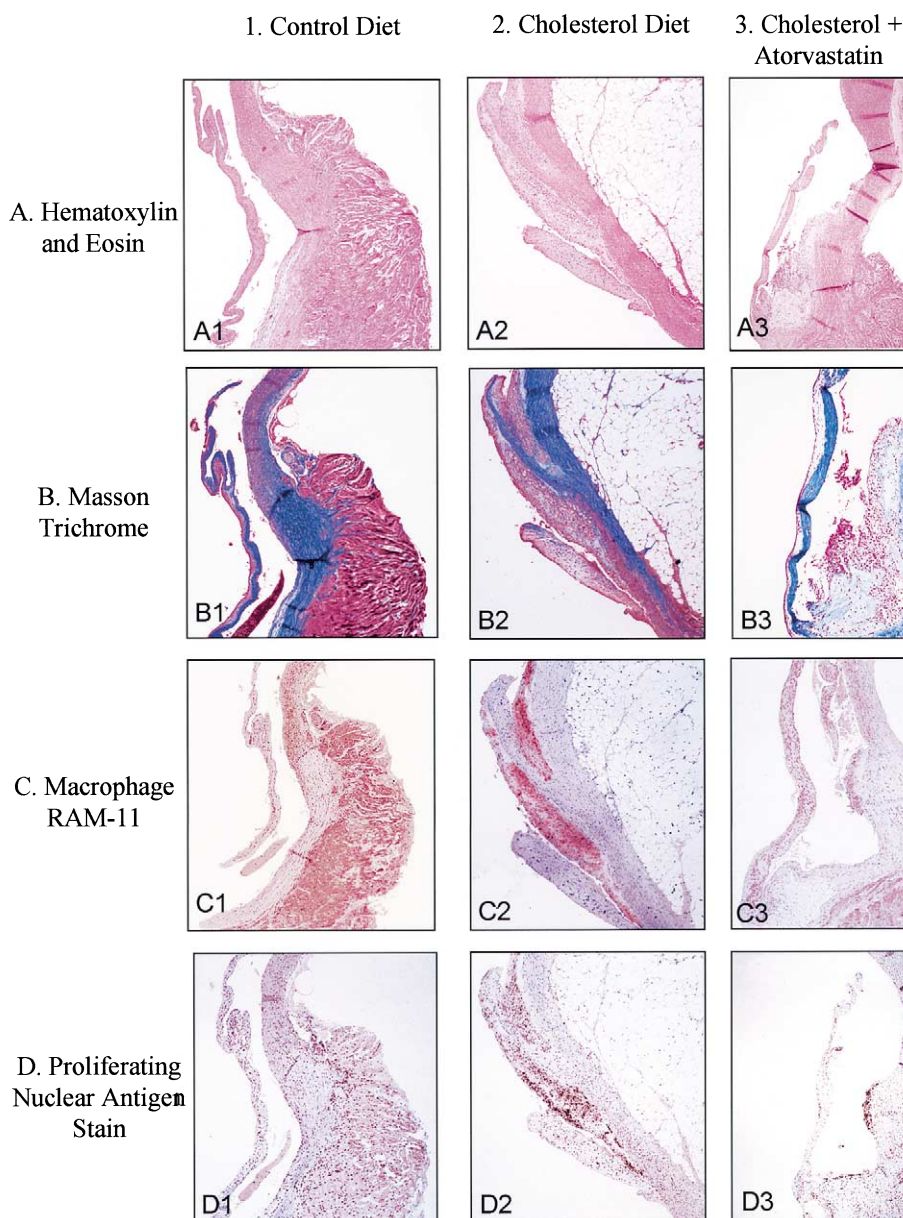 1. Control Diet
2. Cholesterol Diet
3. Cholesterol +
Atorvastatin
A. Hematoxylin
and Eosin
A1
A2
A3
B. Masson
Trichrome
B1
B2
B3
C. Macrophage
RAM-11
C1
C2
C3
D. Proliferating
Nuclear Antigen
Stain
D1
D2
D3